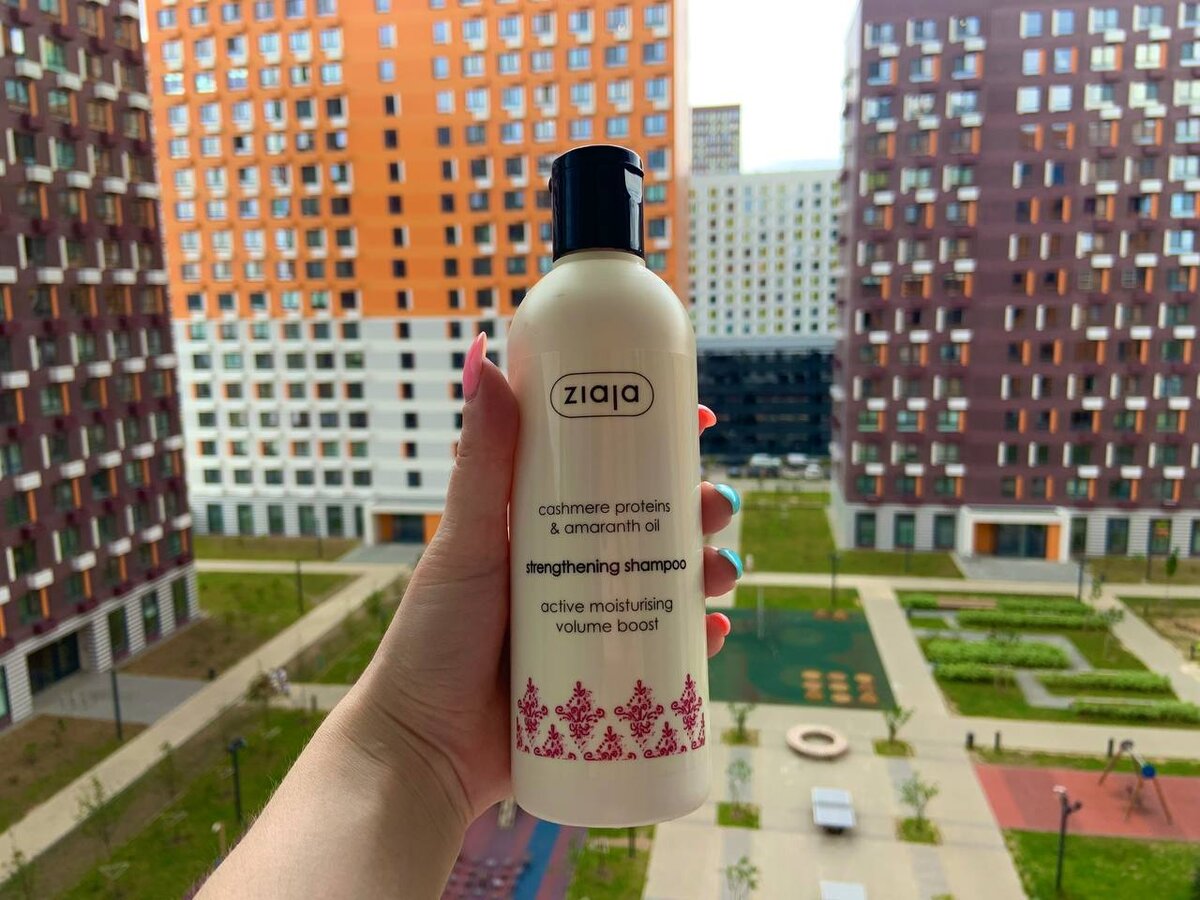 ziaja
cashmere proteins
& amaranth oil
strengthening shampoo
active moisturising
volume boost